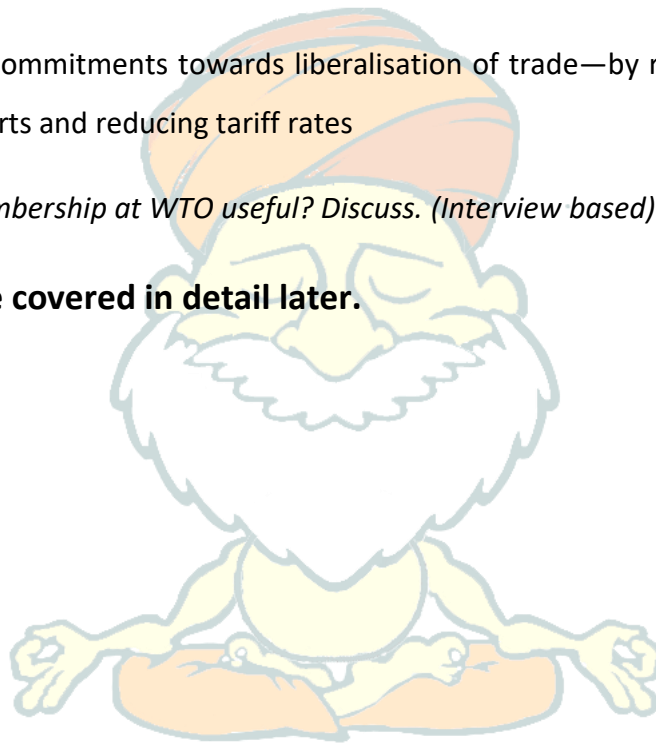 ommitments towards liberalisation of trade—by r
rts and reducing tariff rates
mbership at WTO useful? Discuss. (Interview based)
e covered in detail later.